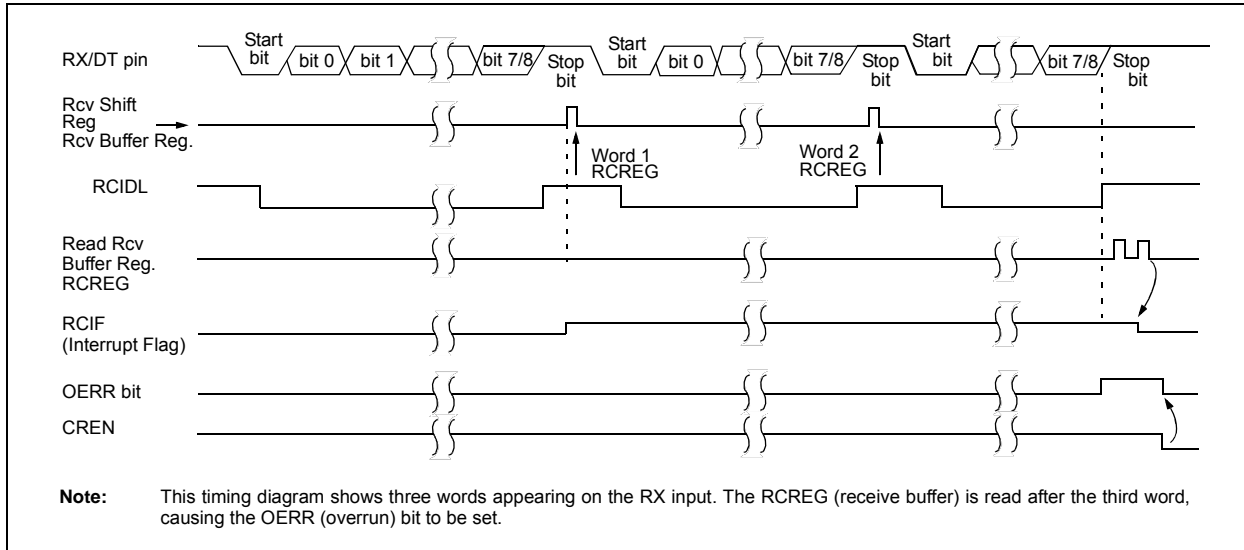 RX/DT pin
Start
bit
bit 0
bit 1
bit 7/8
Stop
bit
Start
bit
bit 0
bit 7/8
Stop
bit
Start
bit
bit 7/8
Stop
bit
Rcv Shift
Reg
Rcv Buffer Reg.
Word 1
RCREG
Word 2
RCREG
RCIDL
Read Rcv
Buffer Reg.
RCREG
RCIF
(Interrupt Flag)
OERR bit
CREN
Note: This timing diagram shows three words appearing on the RX input. The RCREG (receive buffer) is read after the third word,
causing the OERR (overrun) bit to be set.